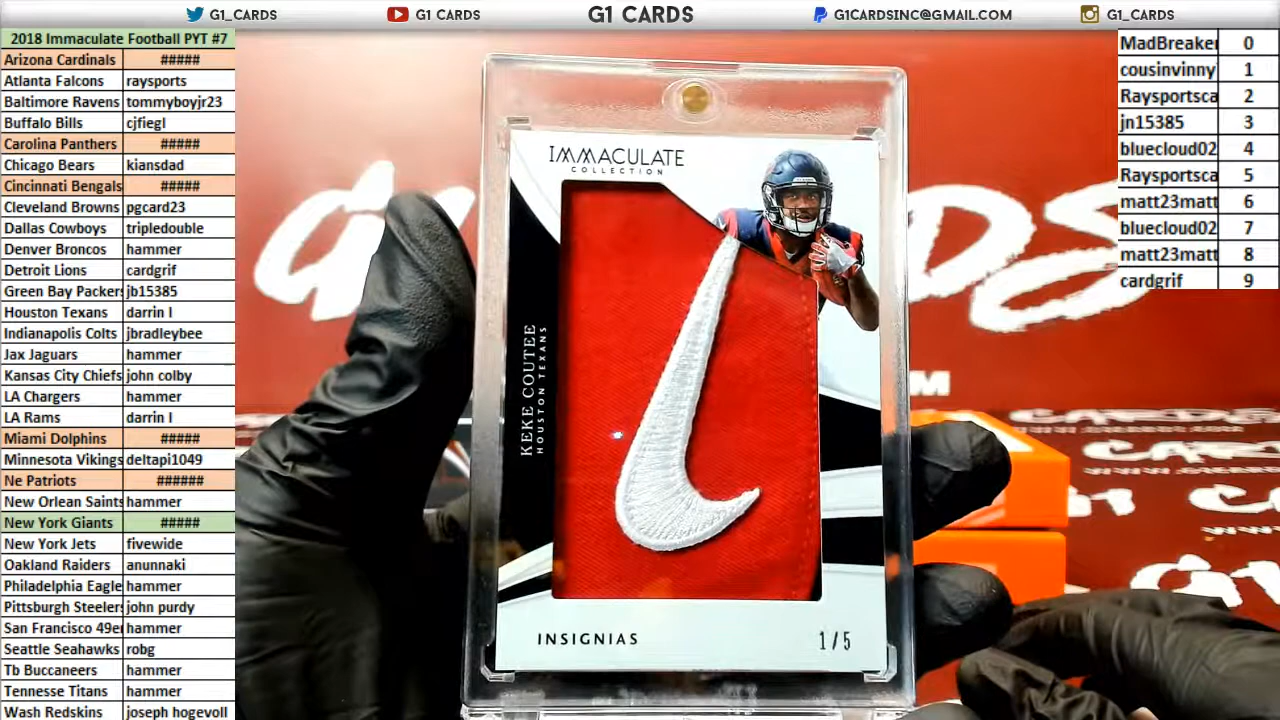 G1_CARDS
G1 CARDS
G1 CARDS
G1CARDSINC@GMAIL.COM
G1_CARDS
2018 Immaculate Football PYT #7
Arizona Cardinals #####
Atlanta Falcons raysports
Baltimore Ravens tommyboyjr23
Buffalo Bills cjfiegl
Carolina Panthers #####
Chicago Bears kiansdad
Cincinnati Bengals #####
Cleveland Browns pgcard23
Dallas Cowboys tripledouble
Denver Broncos hammer
Detroit Lions cardgrif
Green Bay Packers jb15385
Houston Texans darrin l
Indianapolis Colts jbradleybee
Jax Jaguars hammer
Kansas City Chiefs john colby
LA Chargers hammer
LA Rams darrin l
Miami Dolphins #####
Minnesota Vikings deltapi1049
Ne Patriots ######
New Orlean Saints hammer
New York Giants #####
New York Jets fivewide
Oakland Raiders anunnaki
Philadelphia Eagle hammer
Pittsburgh Steelers john purdy
San Francisco 49er hammer
Seattle Seahawks robg
Tb Buccaneers hammer
Tennesse Titans hammer
Wash Redskins joseph hogevoll
MadBreaker 0
cousinvinny 1
Raysportsca 2
jn15385 3
bluecloud02 4
Raysportsca 5
matt23matt 6
bluecloud02 7
matt23matt 8
cardgrif 9
IMMACULATE
COLLECTION
KEKE COUTEE
HOUSTON TEXANS
INSIGNIAS
1/5